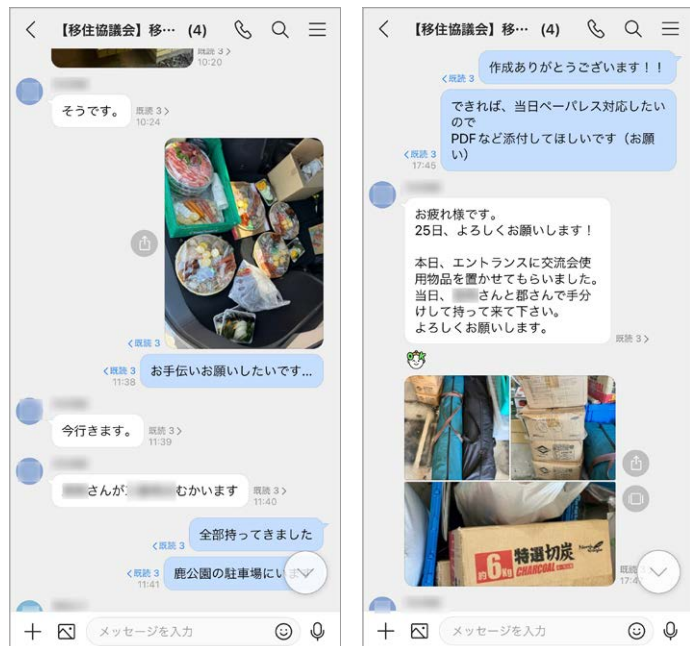 【移住協議会】移… (4)
既読 3 >
10:20
そうです。
既読 3 >
10:24
既読 3
お手伝いお願いしたいです...
既読 3
11:38
今行きます。
既読 3 >
11:39
さんが
むかいます
既読 3 >
11:40
全部持ってきました
既読 3
鹿公園の駐車場にい
既読 3
11:41
メッセージを入力
【移住協議会】移… (4)
作成ありがとうございます！！
既読 3
できれば、当日ペーパレス対応したい
ので
PDFなど添付してほしいです（お願
い）
既読 3
17:45
お疲れ様です。
25日、よろしくお願いします！
本日、エントランスに交流会使
用物品を置かせてもらいました。
当日、
さんと郡さんで手分
けして持って来て下さい。
よろしくお願いします。
既読 3 >
約6Kg
特選切炭
CHARCOAL
既読
17:4
メッセージを入力